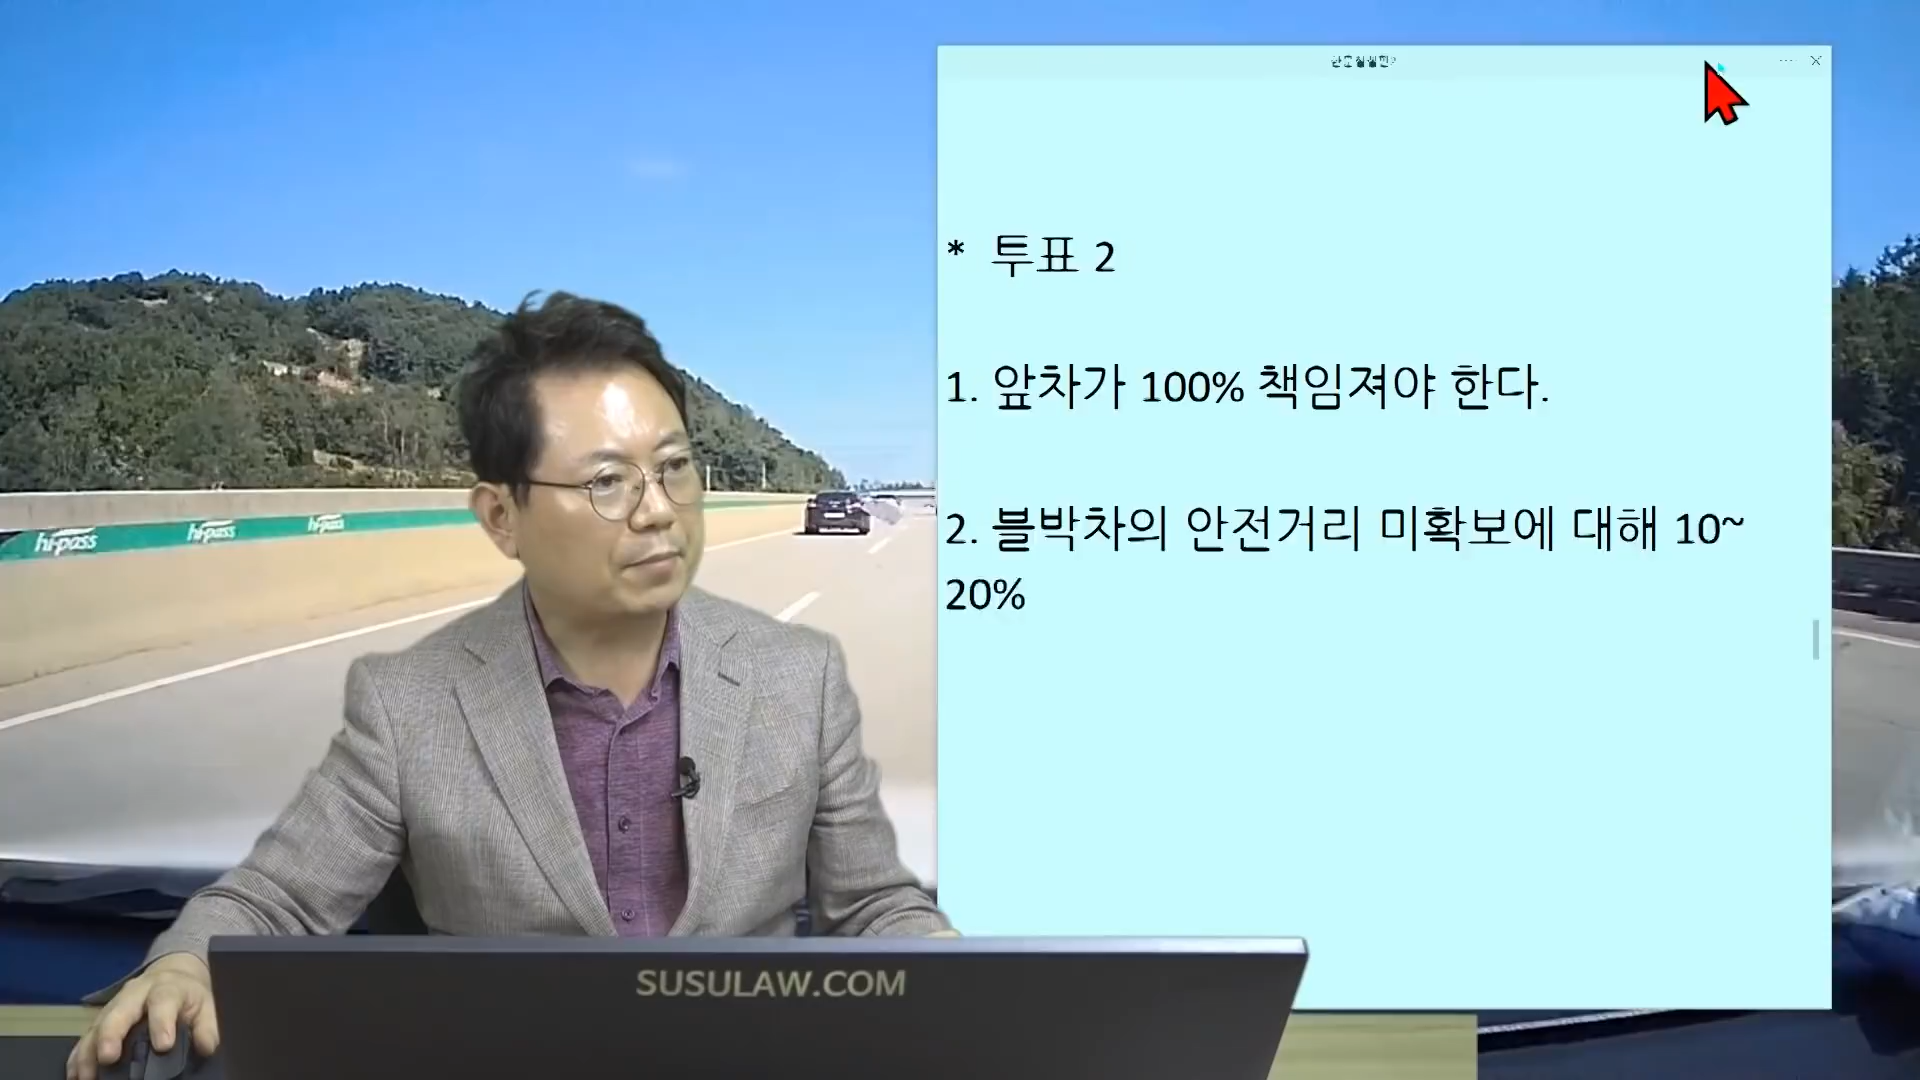 * 투표 2
1. 앞차가 100% 책임져야 한다.
2. 블박차의 안전거리 미확보에 대해 10~
20%
hi-pass
hi-pass
hi-pass
SUSULAW.COM